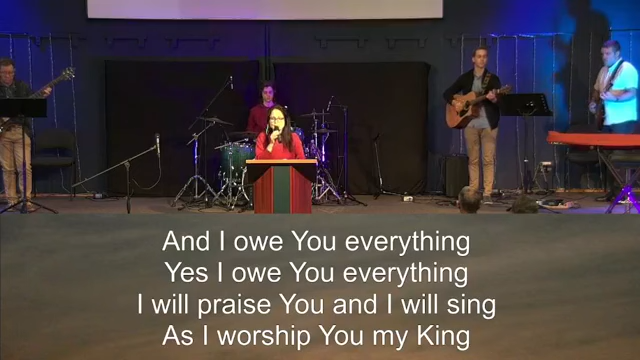 And I owe You everything
Yes I owe You everything
I will praise You and I will sing
As I worship You my King